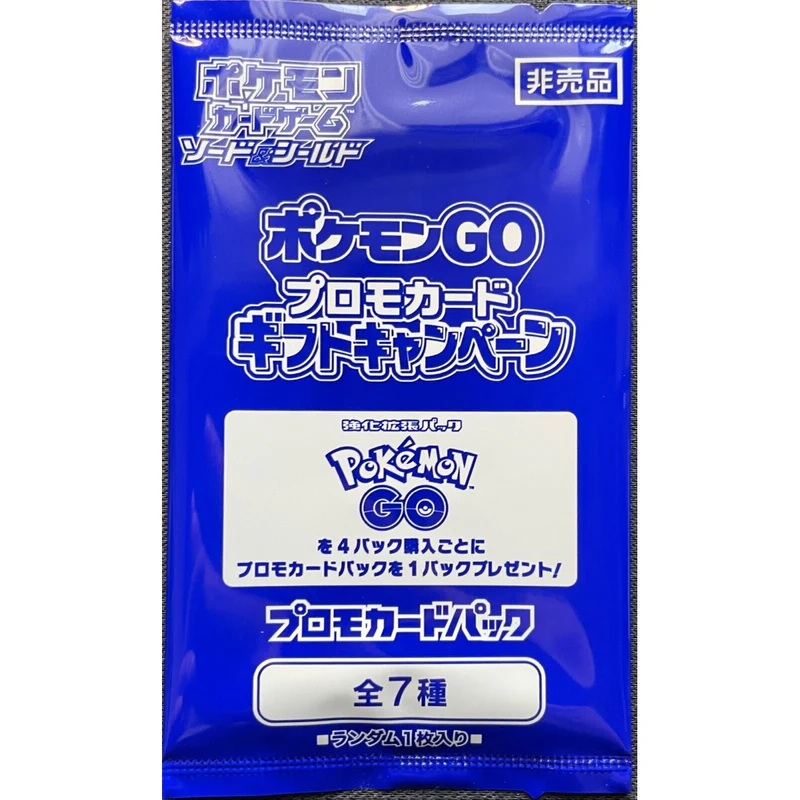 ポケモン
カードゲーム
ソード&シールド
非売品
ポケモンGO
プロモカード
ギフトキャンペーン
強化拡張パック
POKéMON
GO
を4パック購入ごとに
プロモカードパックを1パックプレゼント!
プロモカードパック
全7種
■ランダム1枚入り■